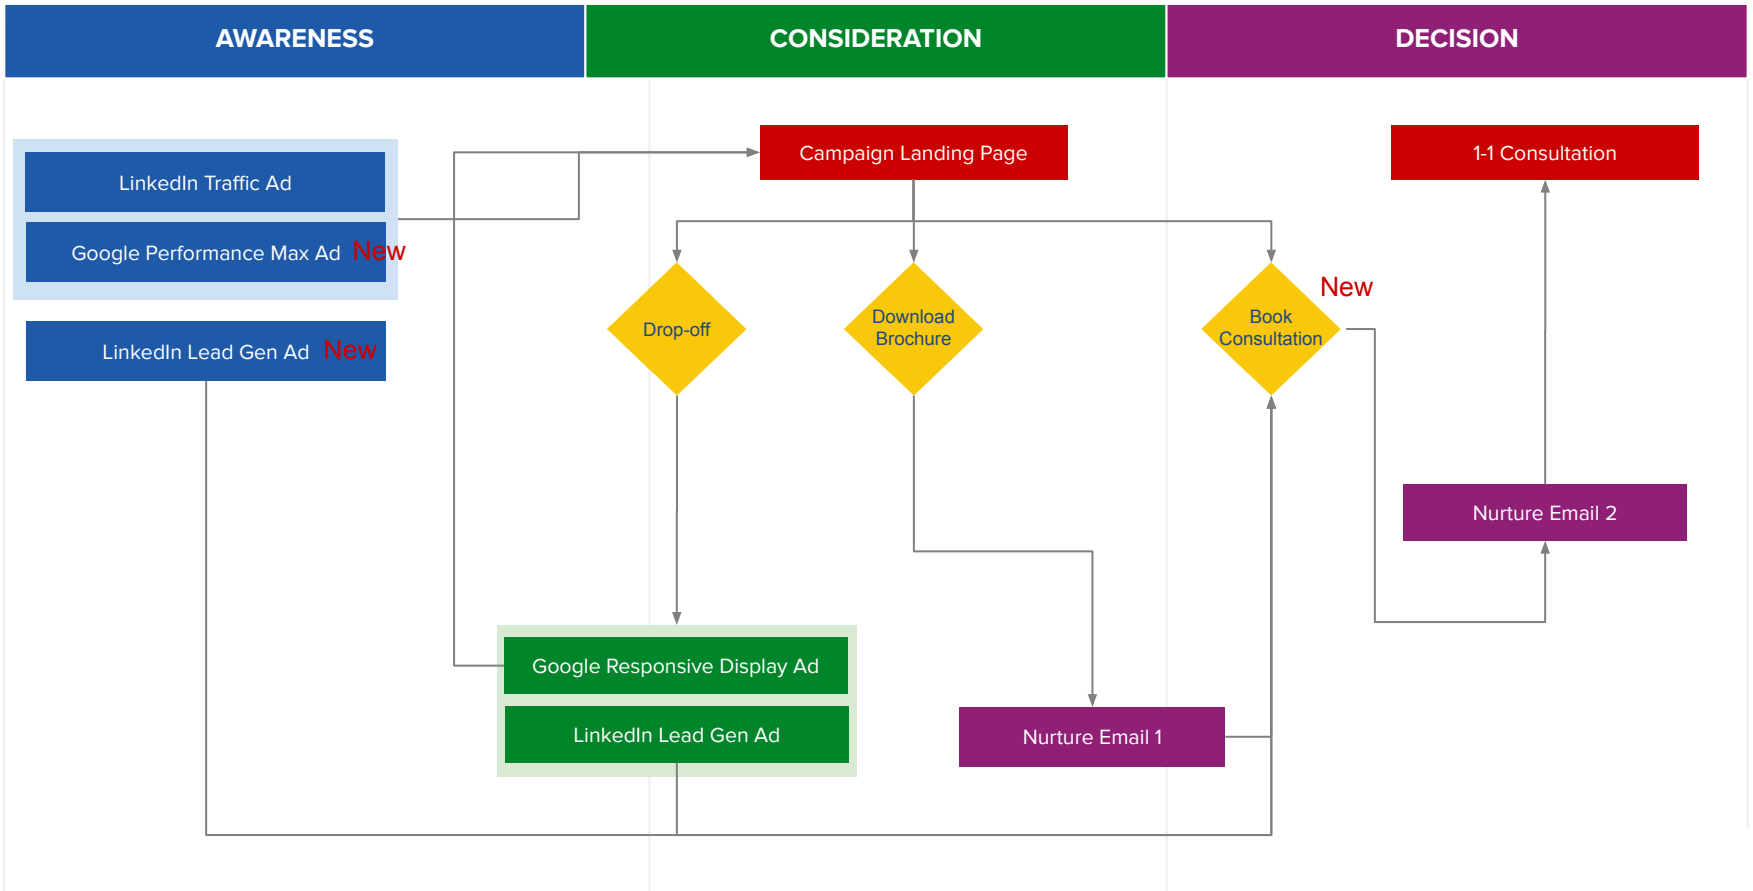 AWARENESS
CONSIDERATION
DECISION
LinkedIn Traffic Ad
Google Performance Max Ad New
LinkedIn Lead Gen Ad New
Campaign Landing Page
1-1 Consultation
Drop-off
Download
Brochure
New
Book
Consultation
Nurture Email 2
Google Responsive Display Ad
LinkedIn Lead Gen Ad
Nurture Email 1